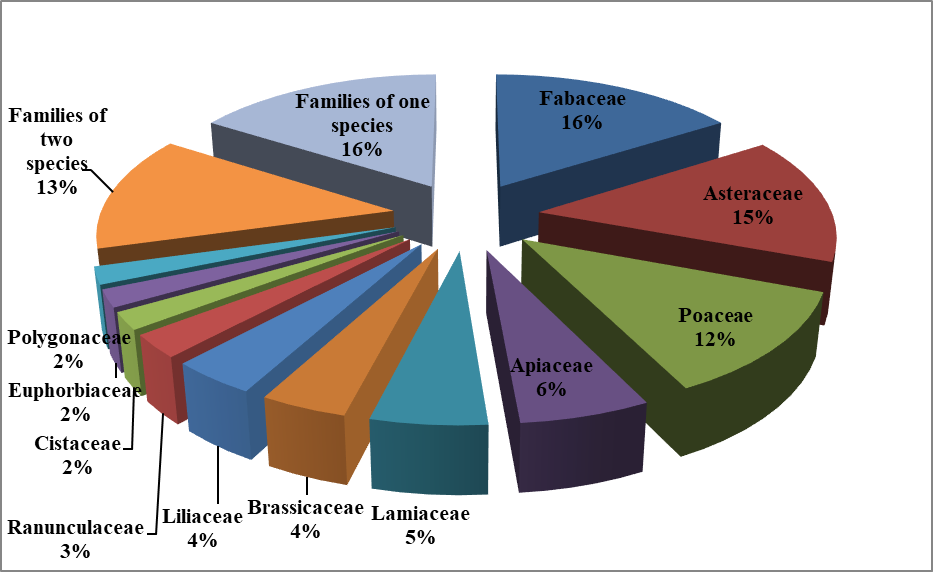 Families of one
species
16%
Fabaceae
16%
Asteraceae
15%
Poaceae
12%
Apiaceae
6%
Lamiaceae
5%
Brassicaceae
4%
Liliaceae
4%
Ranunculaceae
3%
Cistaceae
2%
Euphorbiaceae
2%
Polygonaceae
2%
Families of
two
species
13%